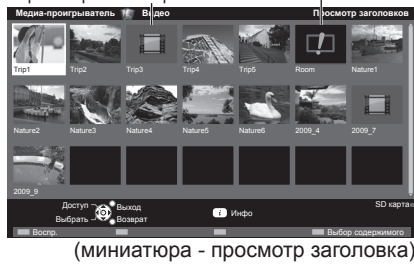 Медиа-проигрыватель Видео Просмотр заголовков
Trip1 Trip2 Trip3 Trip4 Trip5 Room Nature1
Nature2 Nature3 Nature4 Nature5 Nature6 2009_4 2009_7
2009_9
SD карта
Доступ Выход
Инфо
Выбрать Возврат
Воспр. Выбор содержимого
(миниатюра - просмотр заголовка)